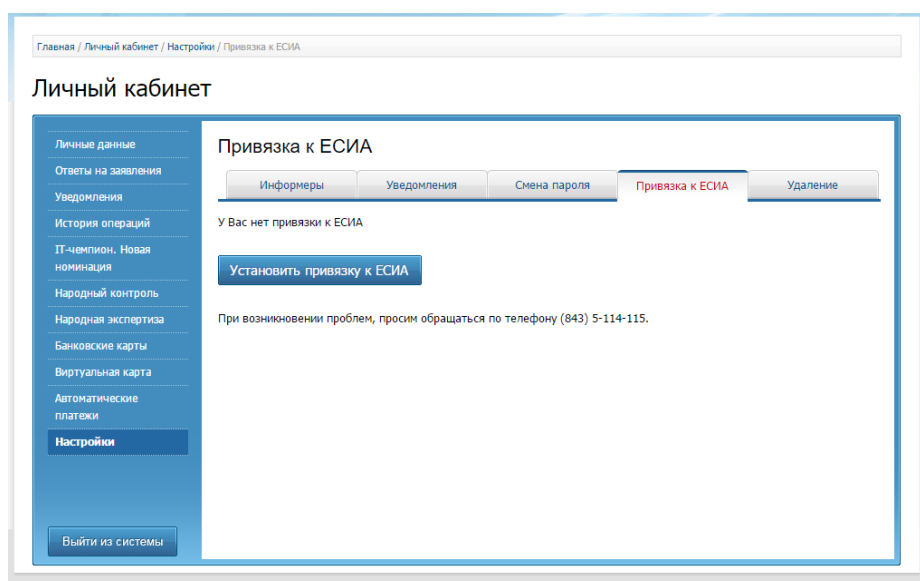 Главная / Личный кабинет / Настройки / Привязка к ЕСИА
Личный кабинет
Личные данные
Ответы на заявления
Уведомления
История операций
IT-чемпион. Новая
номинация
Народный контроль
Народная экспертиза
Банковские карты
Виртуальная карта
Автоматические
платежи
Настройки
Выйти из системы
Привязка к ЕСИА
Информеры Уведомления Смена пароля Привязка к ЕСИА Удаление
У Вас нет привязки к ЕСИА
Установить привязку к ЕСИА
При возникновении проблем, просим обращаться по телефону (843) 5-114-115.